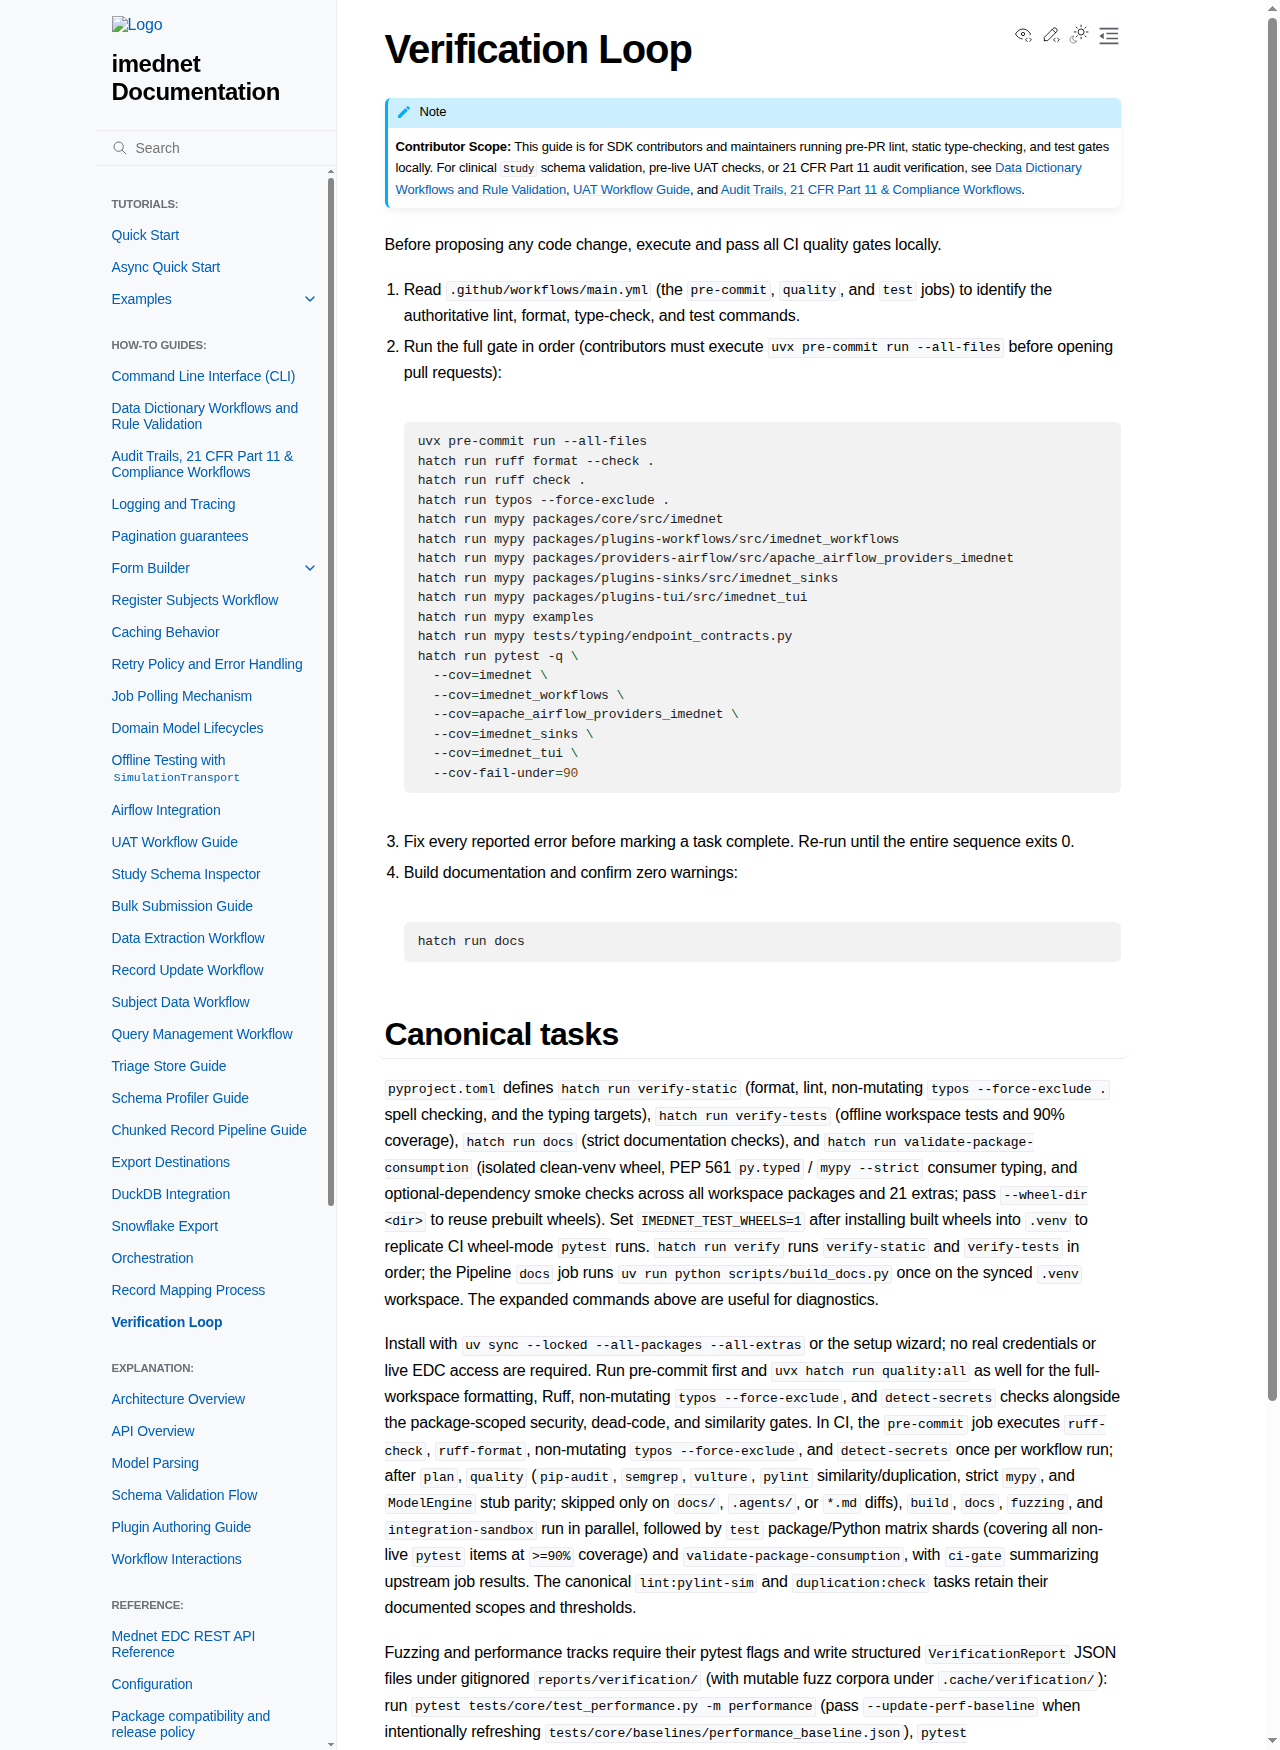 Logo
imednet
Documentation
Search
TUTORIALS:
Quick Start
Async Quick Start
Examples
HOW-TO GUIDES:
Command Line Interface (CLI)
Data Dictionary Workflows and
Rule Validation
Audit Trails, 21 CFR Part 11 &
Compliance Workflows
Logging and Tracing
Pagination guarantees
Form Builder
Register Subjects Workflow
Caching Behavior
Retry Policy and Error Handling
Job Polling Mechanism
Domain Model Lifecycles
Offline Testing with
SimulationTransport
Airflow Integration
UAT Workflow Guide
Study Schema Inspector
Bulk Submission Guide
Data Extraction Workflow
Record Update Workflow
Subject Data Workflow
Query Management Workflow
Triage Store Guide
Schema Profiler Guide
Chunked Record Pipeline Guide
Export Destinations
DuckDB Integration
Snowflake Export
Orchestration
Record Mapping Process
Verification Loop
EXPLANATION:
Architecture Overview
API Overview
Model Parsing
Schema Validation Flow
Plugin Authoring Guide
Workflow Interactions
REFERENCE:
Mednet EDC REST API
Reference
Configuration
Package compatibility and
release policy
Verification Loop
Note
Contributor Scope: This guide is for SDK contributors and maintainers running pre-PR lint, static type-checking, and test gates
locally. For clinical Study schema validation, pre-live UAT checks, or 21 CFR Part 11 audit verification, see Data Dictionary
Workflows and Rule Validation, UAT Workflow Guide, and Audit Trails, 21 CFR Part 11 & Compliance Workflows.
Before proposing any code change, execute and pass all CI quality gates locally.
1. Read .github/workflows/main.yml (the pre-commit, quality, and test jobs) to identify the
authoritative lint, format, type-check, and test commands.
2. Run the full gate in order (contributors must execute uvx pre-commit run --all-files before opening
pull requests):
uvx pre-commit run --all-files
hatch run ruff format --check .
hatch run ruff check .
hatch run typos --force-exclude .
hatch run mypy packages/core/src/imednet
hatch run mypy packages/plugins-workflows/src/imednet_workflows
hatch run mypy packages/providers-airflow/src/apache_airflow_providers_imednet
hatch run mypy packages/plugins-sinks/src/imednet_sinks
hatch run mypy packages/plugins-tui/src/imednet_tui
hatch run mypy examples
hatch run mypy tests/typing/endpoint_contracts.py
hatch run pytest -q \
--cov=imednet \
--cov=imednet_workflows \
--cov=apache_airflow_providers_imednet \
--cov=imednet_sinks \
--cov=imednet_tui \
--cov-fail-under=90
3. Fix every reported error before marking a task complete. Re-run until the entire sequence exits 0.
4. Build documentation and confirm zero warnings:
hatch run docs
Canonical tasks
pyproject.toml defines hatch run verify-static (format, lint, non-mutating typos --force-exclude .
spell checking, and the typing targets), hatch run verify-tests (offline workspace tests and 90%
coverage), hatch run docs (strict documentation checks), and hatch run validate-package-
consumption (isolated clean-venv wheel, PEP 561 py.typed / mypy --strict consumer typing, and
optional-dependency smoke checks across all workspace packages and 21 extras; pass --wheel-dir
<dir> to reuse prebuilt wheels). Set IMEDNET_TEST_WHEELS=1 after installing built wheels into .venv to
replicate CI wheel-mode pytest runs. hatch run verify runs verify-static and verify-tests in
order; the Pipeline docs job runs uv run python scripts/build_docs.py once on the synced .venv
workspace. The expanded commands above are useful for diagnostics.
Install with uv sync --locked --all-packages --all-extras or the setup wizard; no real credentials or
live EDC access are required. Run pre-commit first and uvx hatch run quality:all as well for the full-
workspace formatting, Ruff, non-mutating typos --force-exclude, and detect-secrets checks alongside
the package-scoped security, dead-code, and similarity gates. In CI, the pre-commit job executes ruff-
check, ruff-format, non-mutating typos --force-exclude, and detect-secrets once per workflow run;
after plan, quality (pip-audit, semgrep, vulture, pylint similarity/duplication, strict mypy, and
ModelEngine stub parity; skipped only on docs/, .agents/, or *.md diffs), build, docs, fuzzing, and
integration-sandbox run in parallel, followed by test package/Python matrix shards (covering all non-
live pytest items at >=90% coverage) and validate-package-consumption, with ci-gate summarizing
upstream job results. The canonical lint:pylint-sim and duplication:check tasks retain their
documented scopes and thresholds.
Fuzzing and performance tracks require their pytest flags and write structured VerificationReport JSON
files under gitignored reports/verification/ (with mutable fuzz corpora under .cache/verification/):
run pytest tests/core/test_performance.py -m performance (pass --update-perf-baseline when
intentionally refreshing tests/core/baselines/performance_baseline.json), pytest